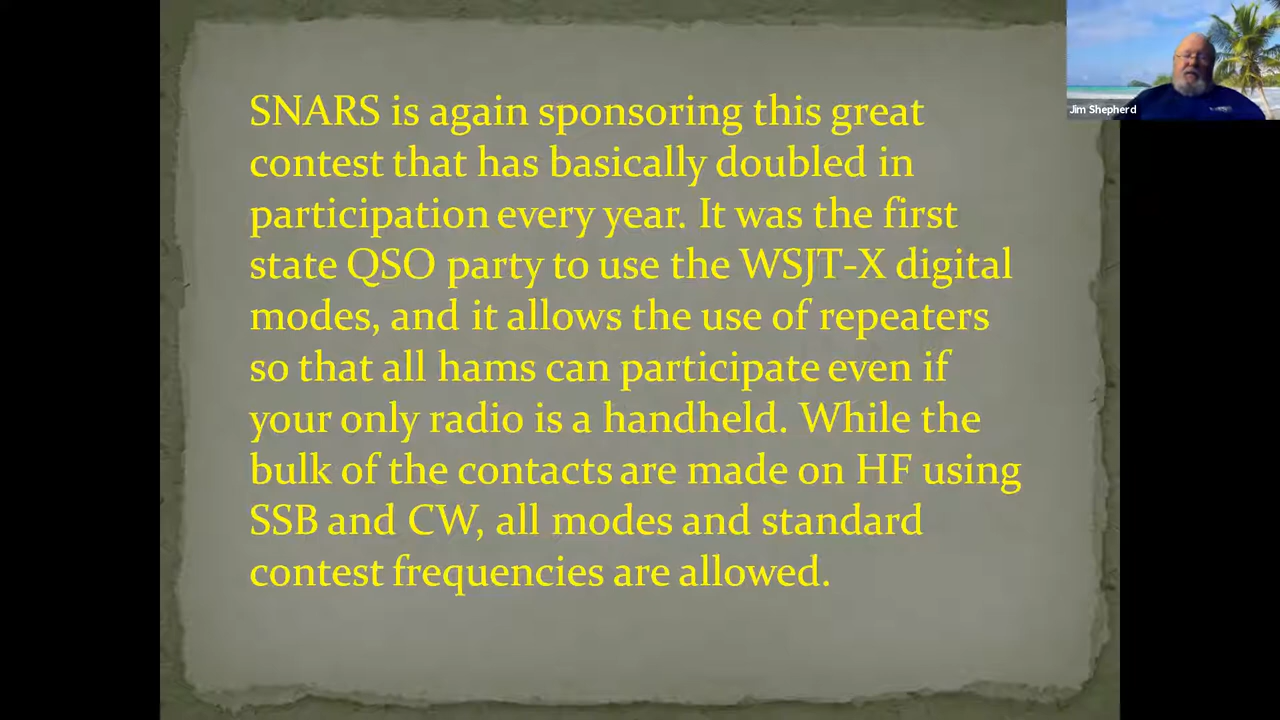 SNARS is again sponsoring this great
contest that has basically doubled in
participation every year. It was the first
state QSO party to use the WSJT-X digital
modes, and it allows the use of repeaters
so that all hams can participate even if
your only radio is a handheld. While the
bulk of the contacts are made on HF using
SSB and CW, all modes and standard
contest frequencies are allowed.
Jim Shepherd